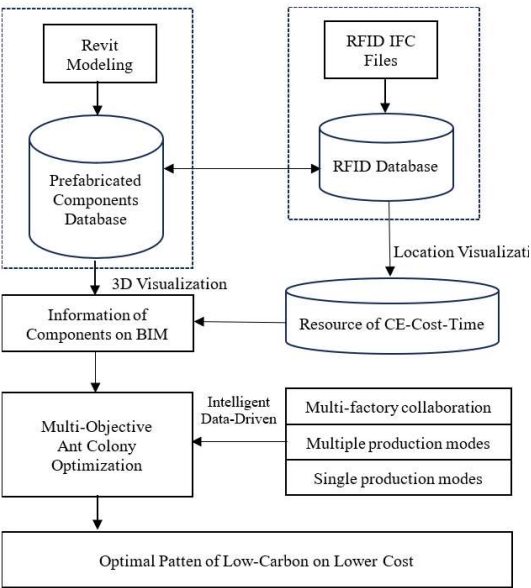 Revit
Modeling
RFID IFC
Files
Prefabricated
Components
Database
RFID Database
Location Visualizati
3D Visualization
Information of
Components on BIM
Resource of CE-Cost-Time
Multi-Objective
Ant Colony
Optimization
Intelligent
Data-Driven
Multi-factory collaboration
Multiple production modes
Single production modes
Optimal Patten of Low-Carbon on Lower Cost